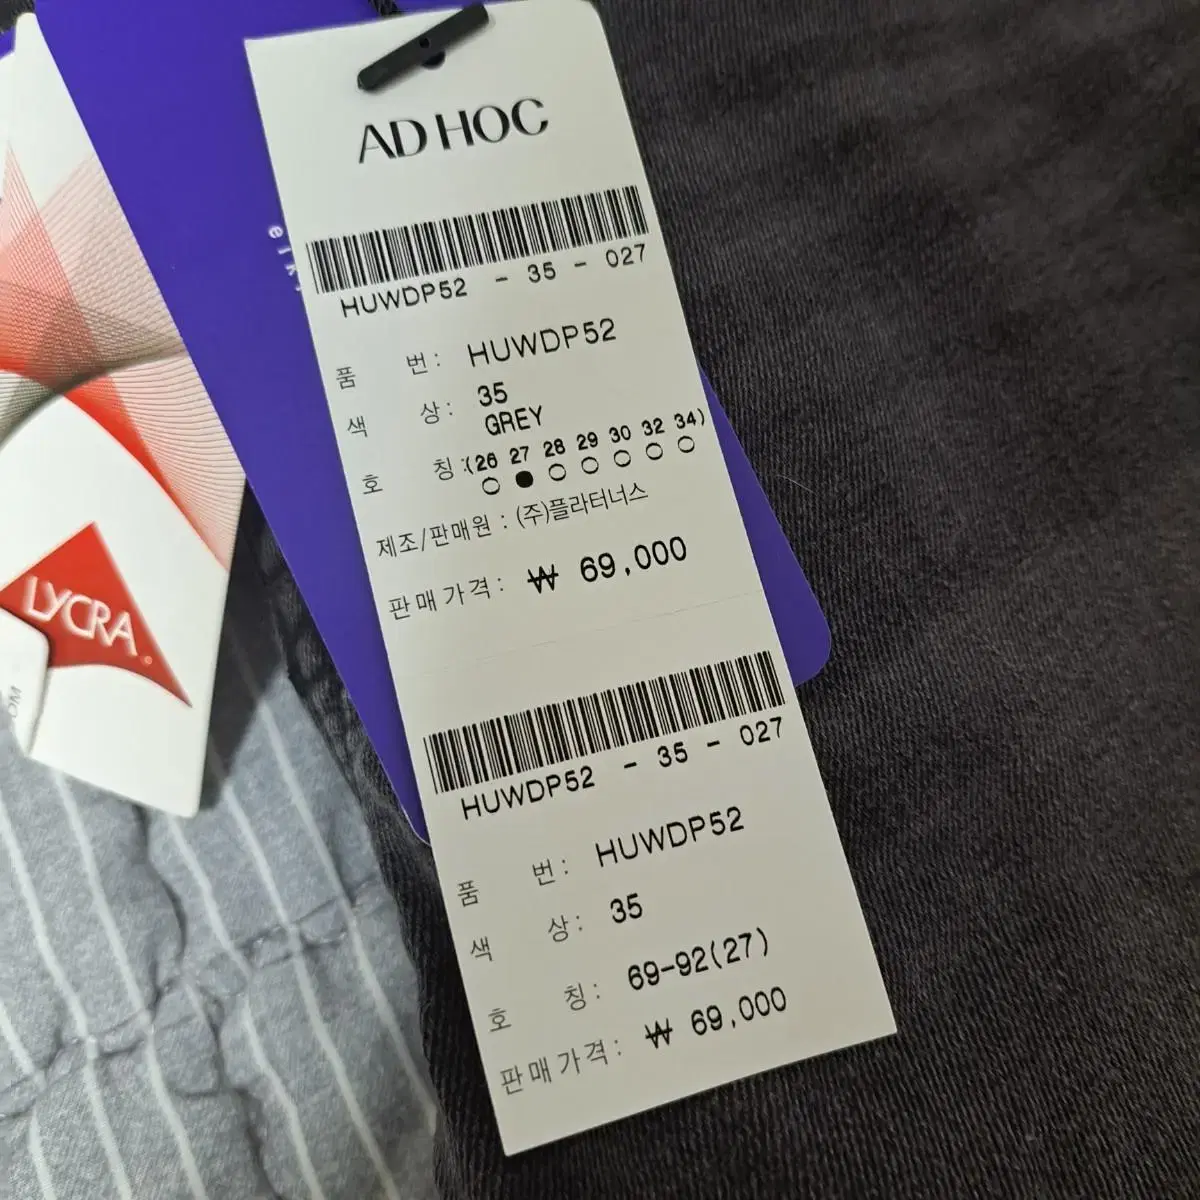 AD HOC
HUWDP52 - 35 - 027
품 번: HUWDP52
색 상: 35
GREY
호 칭:(26 27 28 29 30 32 34)
제조/판매원 : (주)플라터너스
판매가격: ₩ 69,000
HUWDP52 - 35 - 027
품 번: HUWDP52
색 상: 35
호 칭: 69-92(27)
판매가격: ₩ 69,000
LYCRA